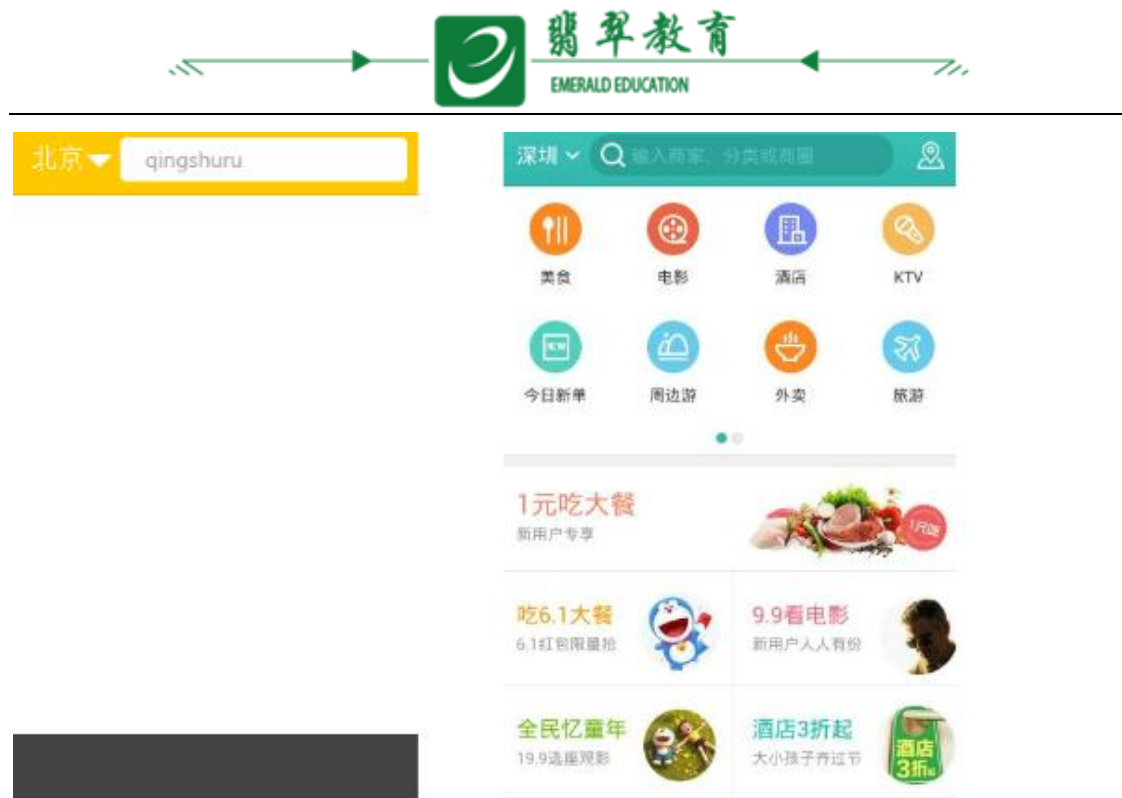 翡翠教育
EMERALD EDUCATION
北京
qingshuru
深圳
输入商家、分类或商圈
美食
电影
酒店
KTV
今日新单
周边游
外卖
旅游
1元吃大餐
新用户专享
吃6.1大餐
6.1红包限量抢
9.9看电影
新用户人人有份
全民忆童年
19.9选座观影
酒店3折起
大小孩子齐过节
酒店
3折起